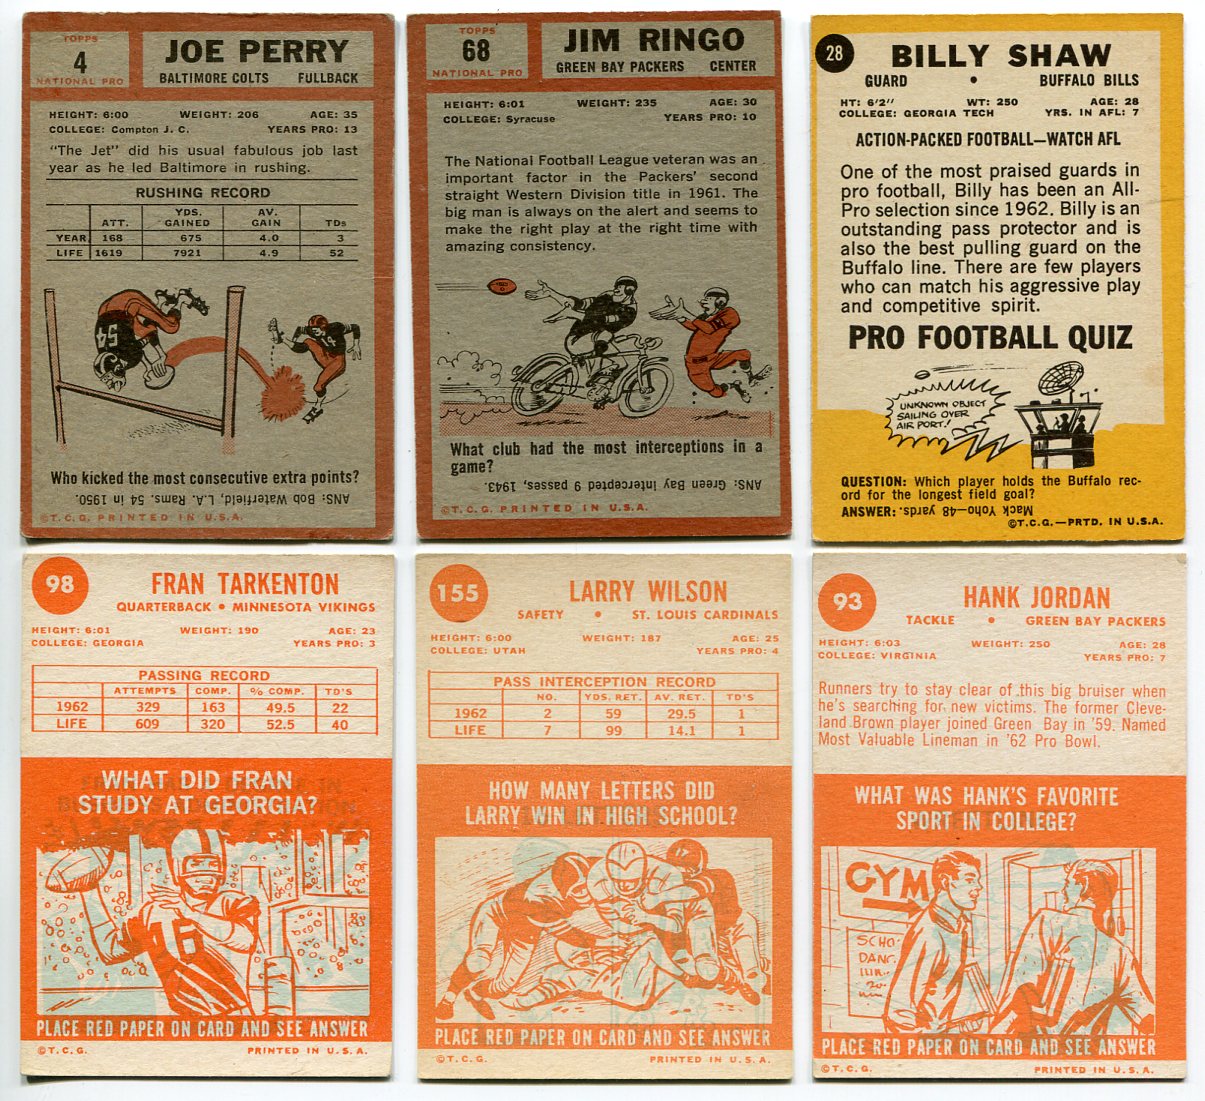 TOPPS
4
NATIONAL PRO
JOE PERRY
BALTIMORE COLTS FULLBACK
HEIGHT: 6:00 WEIGHT: 206 AGE: 35
COLLEGE: Compton J. C. YEARS PRO: 13
"The Jet" did his usual fabulous job last
year as he led Baltimore in rushing.
RUSHING RECORD
ATT. YDS. GAINED AV. GAIN TDs
YEAR 168 675 4.0 3
LIFE 1619 7921 4.9 52
54
14
Who kicked the most consecutive extra points?
ANS: Bob Waterfield, L.A. Rams. 54 in 1950.
©T.C.G. PRINTED IN U.S.A.
TOPPS
68
NATIONAL PRO
JIM RINGO
GREEN BAY PACKERS CENTER
HEIGHT: 6:01 WEIGHT: 235 AGE: 30
COLLEGE: Syracuse YEARS PRO: 10
The National Football League veteran was an
important factor in the Packers' second
straight Western Division title in 1961. The
big man is always on the alert and seems to
make the right play at the right time with
amazing consistency.
What club had the most interceptions in a
game?
ANS: Green Bay intercepted 9 passes, 1943.
©T.C.G. PRINTED IN U.S.A.
28
BILLY SHAW
GUARD • BUFFALO BILLS
HT: 6'2" WT: 250 AGE: 28
COLLEGE: GEORGIA TECH YRS. IN AFL: 7
ACTION-PACKED FOOTBALL—WATCH AFL
One of the most praised guards in
pro football, Billy has been an All-
Pro selection since 1962. Billy is an
outstanding pass protector and is
also the best pulling guard on the
Buffalo line. There are few players
who can match his aggressive play
and competitive spirit.
PRO FOOTBALL QUIZ
UNKNOWN OBJECT
SAILING OVER
AIR PORT.!
QUESTION: Which player holds the Buffalo rec-
ord for the longest field goal?
ANSWER: Mack Yoho—48 yards.
©T.C.G.—PRTD. IN U.S.A.
98
FRAN TARKENTON
QUARTERBACK • MINNESOTA VIKINGS
HEIGHT: 6:01 WEIGHT: 190 AGE: 23
COLLEGE: GEORGIA YEARS PRO: 3
PASSING RECORD
ATTEMPTS COMP. % COMP. TD'S
1962 329 163 49.5 22
LIFE 609 320 52.5 40
WHAT DID FRAN
STUDY AT GEORGIA?
16
PLACE RED PAPER ON CARD AND SEE ANSWER
©T.C.G. PRINTED IN U.S.A.
155
LARRY WILSON
SAFETY • ST. LOUIS CARDINALS
HEIGHT: 6:00 WEIGHT: 187 AGE: 25
COLLEGE: UTAH YEARS PRO: 4
PASS INTERCEPTION RECORD
NO. YDS. RET. AV. RET. TD'S
1962 2 59 29.5 1
LIFE 7 99 14.1 1
HOW MANY LETTERS DID
LARRY WIN IN HIGH SCHOOL?
PLACE RED PAPER ON CARD AND SEE ANSWER
©T.C.G. PRINTED IN U.S.A.
93
HANK JORDAN
TACKLE • GREEN BAY PACKERS
HEIGHT: 6:03 WEIGHT: 250 AGE: 28
COLLEGE: VIRGINIA YEARS PRO: 7
Runners try to stay clear of this big bruiser when
he's searching for new victims. The former Cleve-
land Brown player joined Green Bay in '59. Named
Most Valuable Lineman in '62 Pro Bowl.
WHAT WAS HANK'S FAVORITE
SPORT IN COLLEGE?
GYM
SCHO
DANC
PLACE RED PAPER ON CARD AND SEE ANSWER
©T.C.G. PRINTED IN U.S.A.